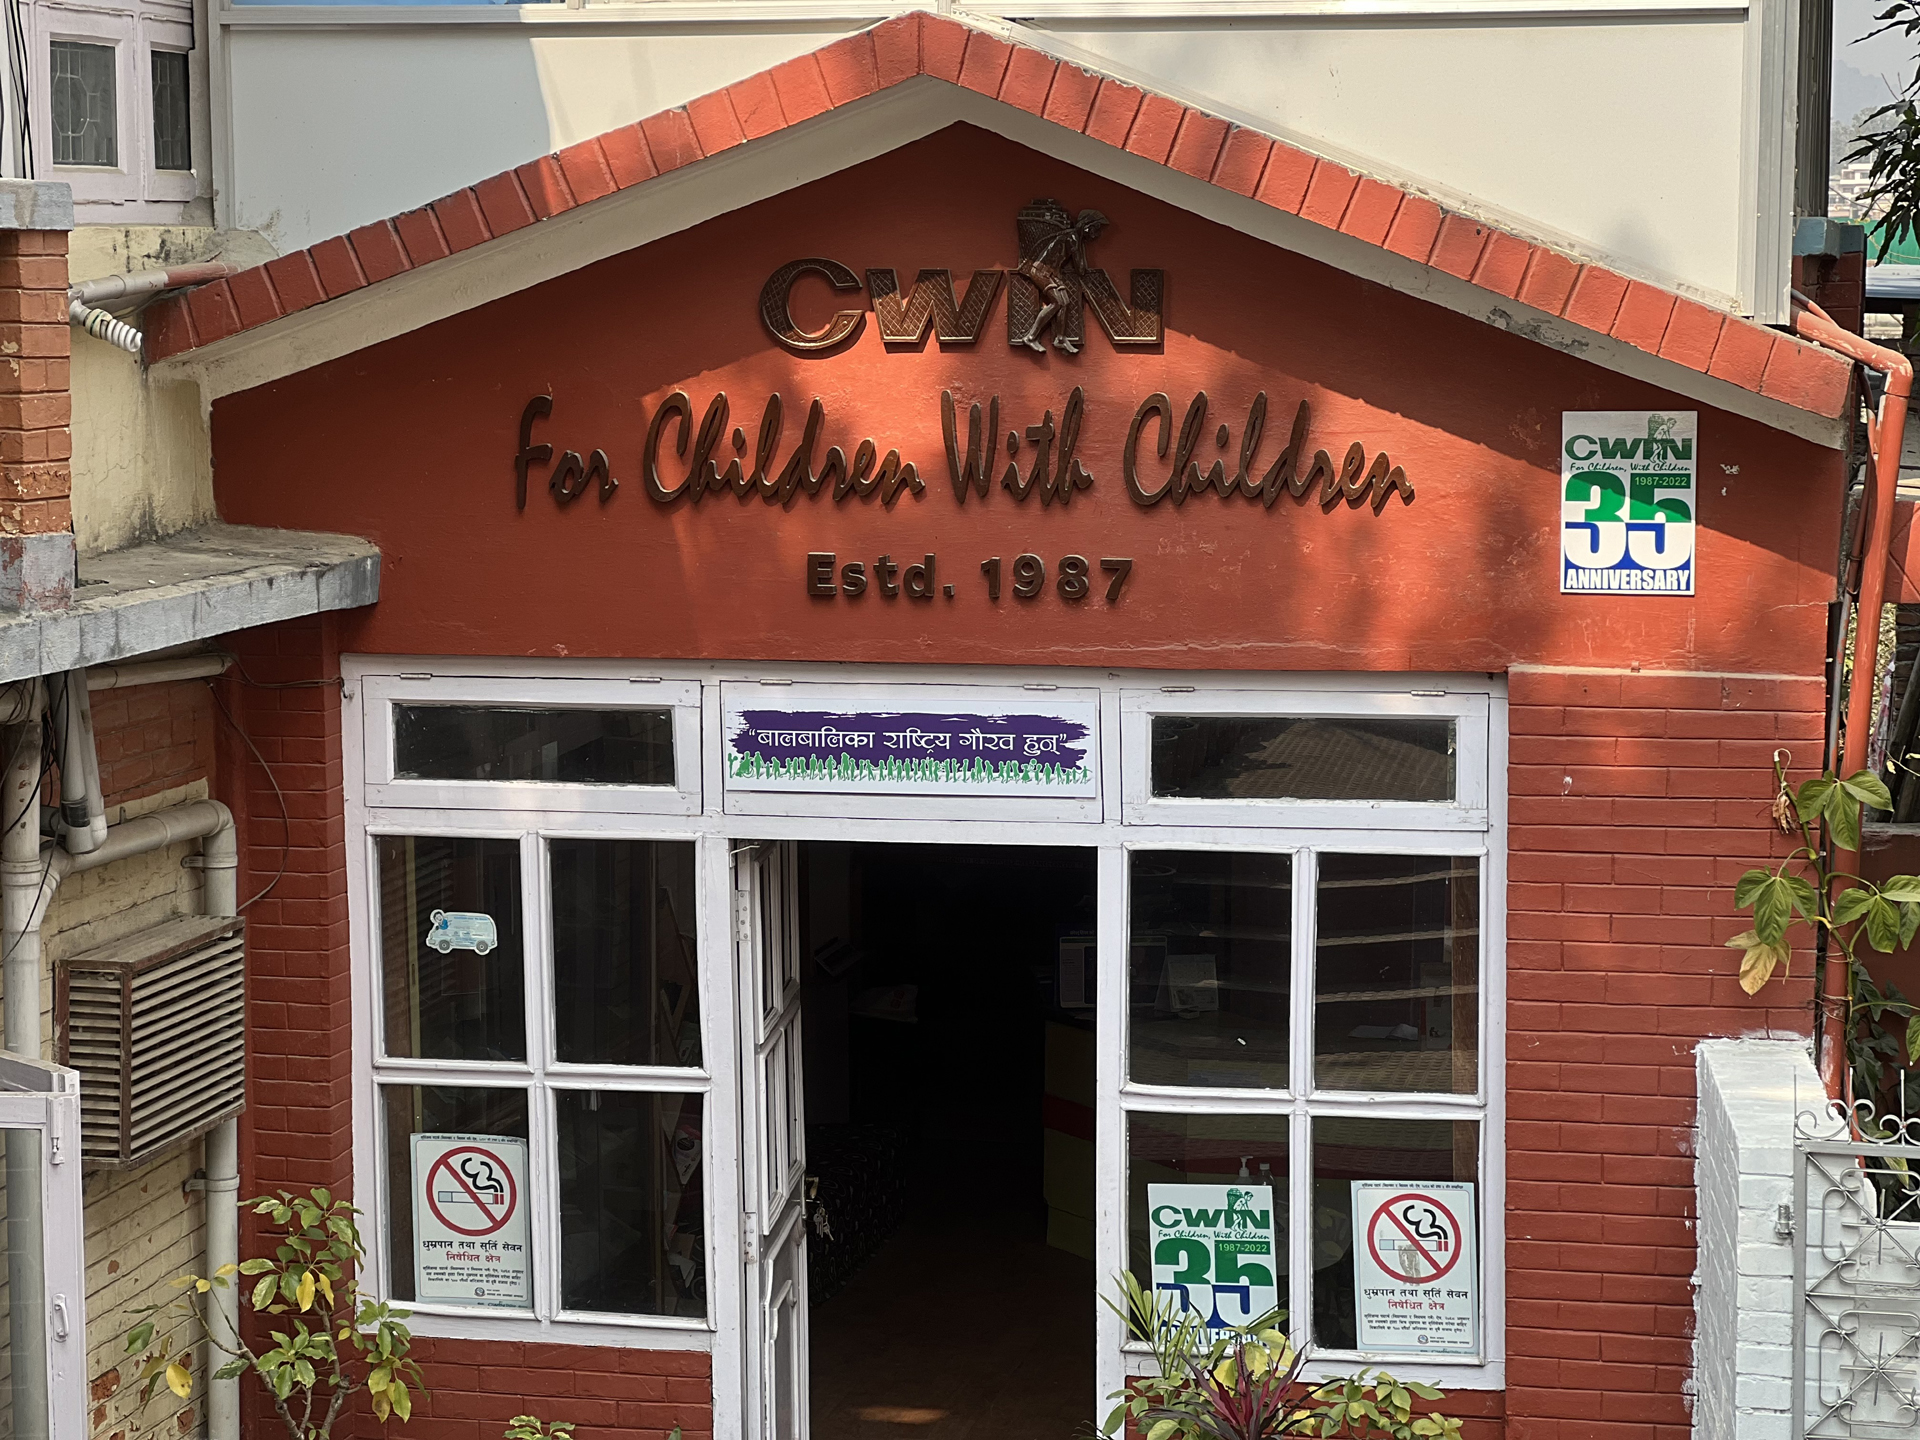 CWIN
For Children With Children
Estd. 1987
CWIN
For Children, With Children
1987-2022
35
ANNIVERSARY
"बालबालिका राष्ट्रिय गौरव हुन्"
धुम्रपान तथा सुर्ति सेवन
निषेधित क्षेत्र
CWIN
For Children, With Children
1987-2022
35
ANNIVERSARY
धुम्रपान तथा सुर्ति सेवन
निषेधित क्षेत्र